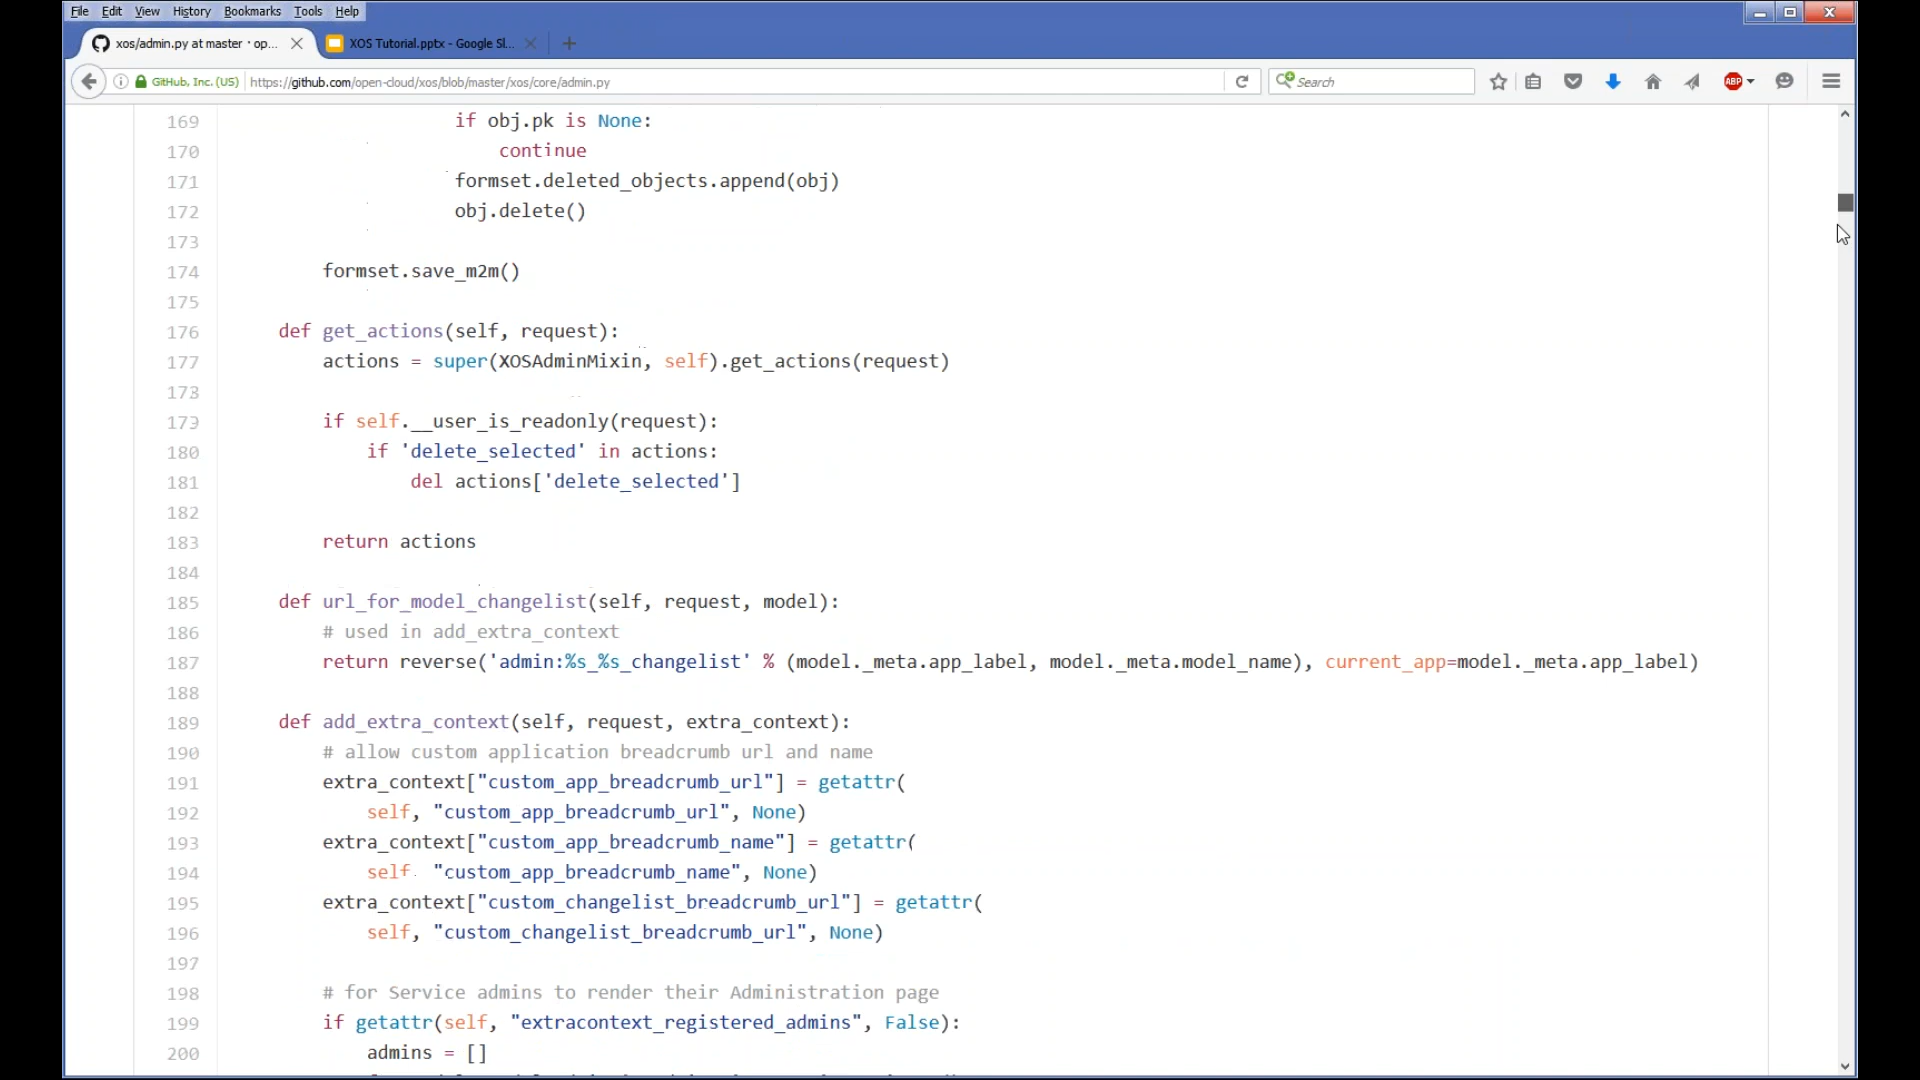 File Edit View History Bookmarks Tools Help
xos/admin.py at master · op... XOS Tutorial.pptx - Google Sl...
GitHub, Inc. (US) https://github.com/open-cloud/xos/blob/master/xos/core/admin.py Search ABP
169 if obj.pk is None:
170 continue
171 formset.deleted_objects.append(obj)
172 obj.delete()
173
174 formset.save_m2m()
175
176 def get_actions(self, request):
177 actions = super(XOSAdminMixin, self).get_actions(request)
173
173 if self.__user_is_readonly(request):
180 if 'delete_selected' in actions:
181 del actions['delete_selected']
182
183 return actions
184
185 def url_for_model_changelist(self, request, model):
186 # used in add_extra_context
187 return reverse('admin:%s_%s_changelist' % (model._meta.app_label, model._meta.model_name), current_app=model._meta.app_label)
188
189 def add_extra_context(self, request, extra_context):
190 # allow custom application breadcrumb url and name
191 extra_context["custom_app_breadcrumb_url"] = getattr(
192 self, "custom_app_breadcrumb_url", None)
193 extra_context["custom_app_breadcrumb_name"] = getattr(
194 self. "custom_app_breadcrumb_name", None)
195 extra_context["custom_changelist_breadcrumb_url"] = getattr(
196 self, "custom_changelist_breadcrumb_url", None)
197
198 # for Service admins to render their Administration page
199 if getattr(self, "extracontext_registered_admins", False):
200 admins = []